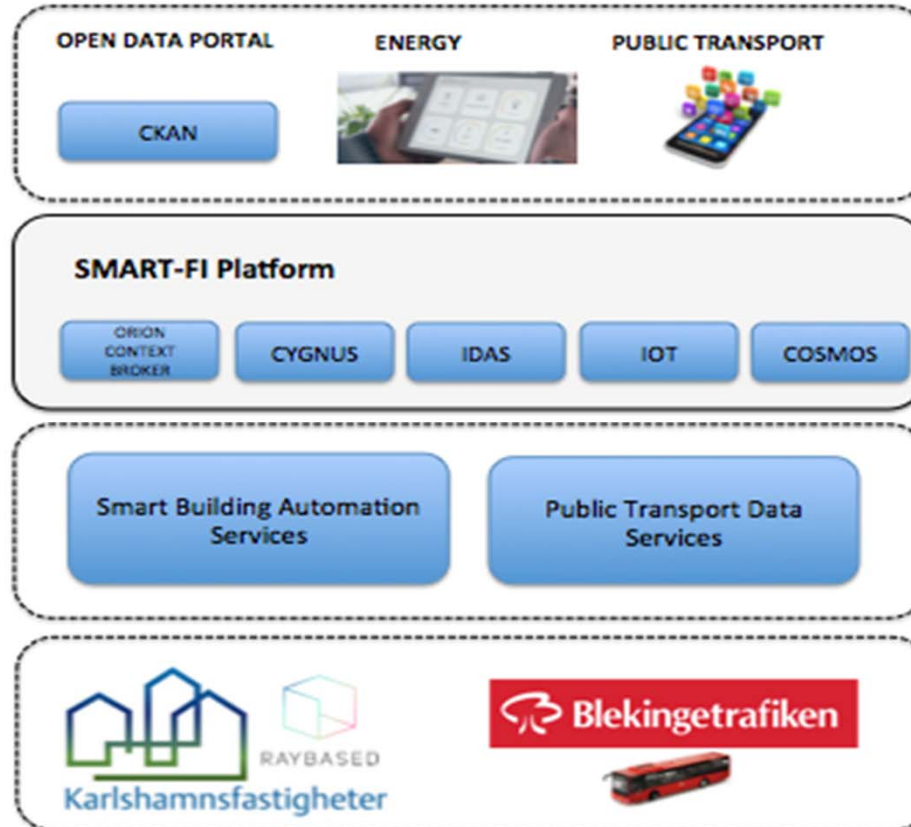 OPEN DATA PORTAL
ENERGY
PUBLIC TRANSPORT
CKAN
SMART-FI Platform
ORION
CONTEXT
BROKER
CYGNUS
IDAS
IOT
COSMOS
Smart Building Automation
Services
Public Transport Data
Services
RAYBASED
Karlshamnsfastigheter
Blekingetrafiken